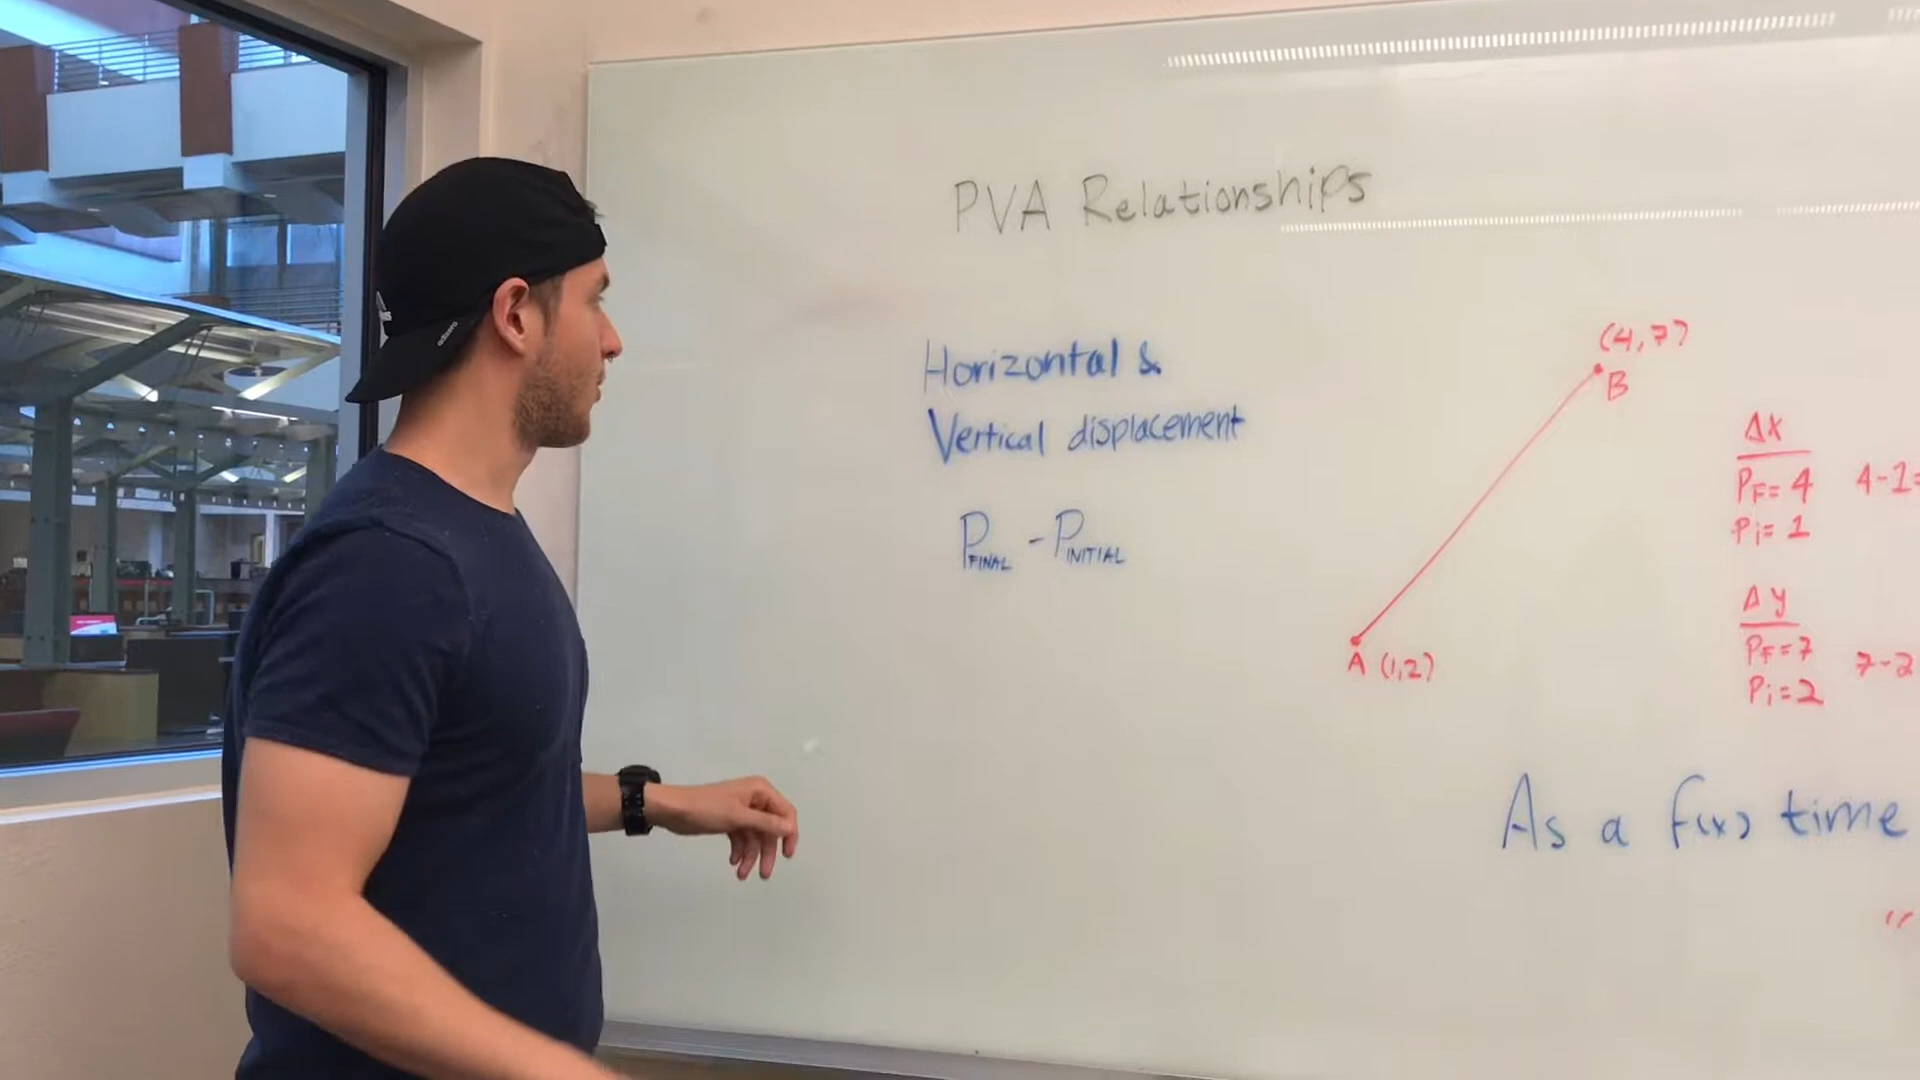 PVA Relationships
Horizontal &
Vertical displacement
PFINAL - PINITIAL
(4,7)
B
A (1,2)
Δx
PF= 4 4-1=
Pi= 1
Δy
PF=7 7-2
Pi=2
As a f(x) time
adizero